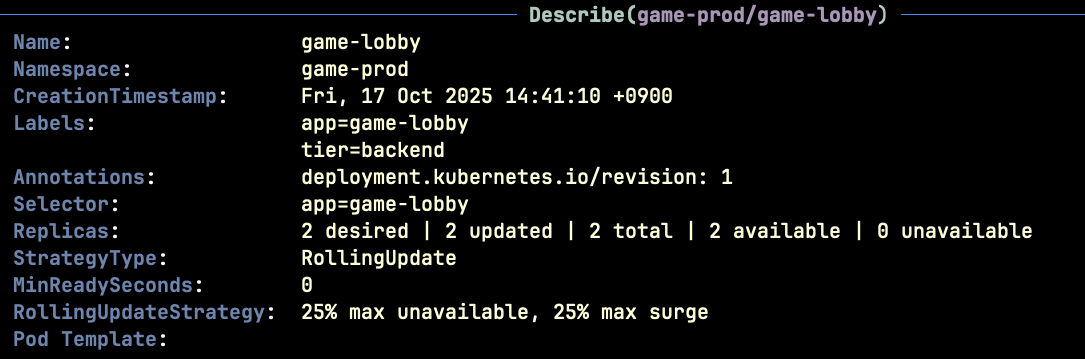 Describe(game-prod/game-lobby)
Name: game-lobby
Namespace: game-prod
CreationTimestamp: Fri, 17 Oct 2025 14:41:10 +0900
Labels: app=game-lobby
tier=backend
Annotations: deployment.kubernetes.io/revision: 1
Selector: app=game-lobby
Replicas: 2 desired | 2 updated | 2 total | 2 available | 0 unavailable
StrategyType: RollingUpdate
MinReadySeconds: 0
RollingUpdateStrategy: 25% max unavailable, 25% max surge
Pod Template: